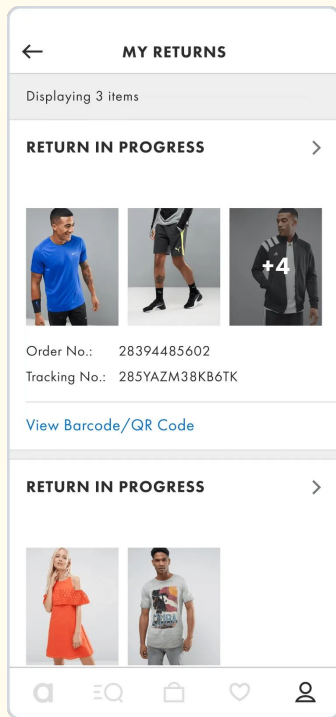 MY RETURNS
Displaying 3 items
RETURN IN PROGRESS
+4
Order No.: 28394485602
Tracking No.: 285YAZM38KB6TK
View Barcode/QR Code
RETURN IN PROGRESS